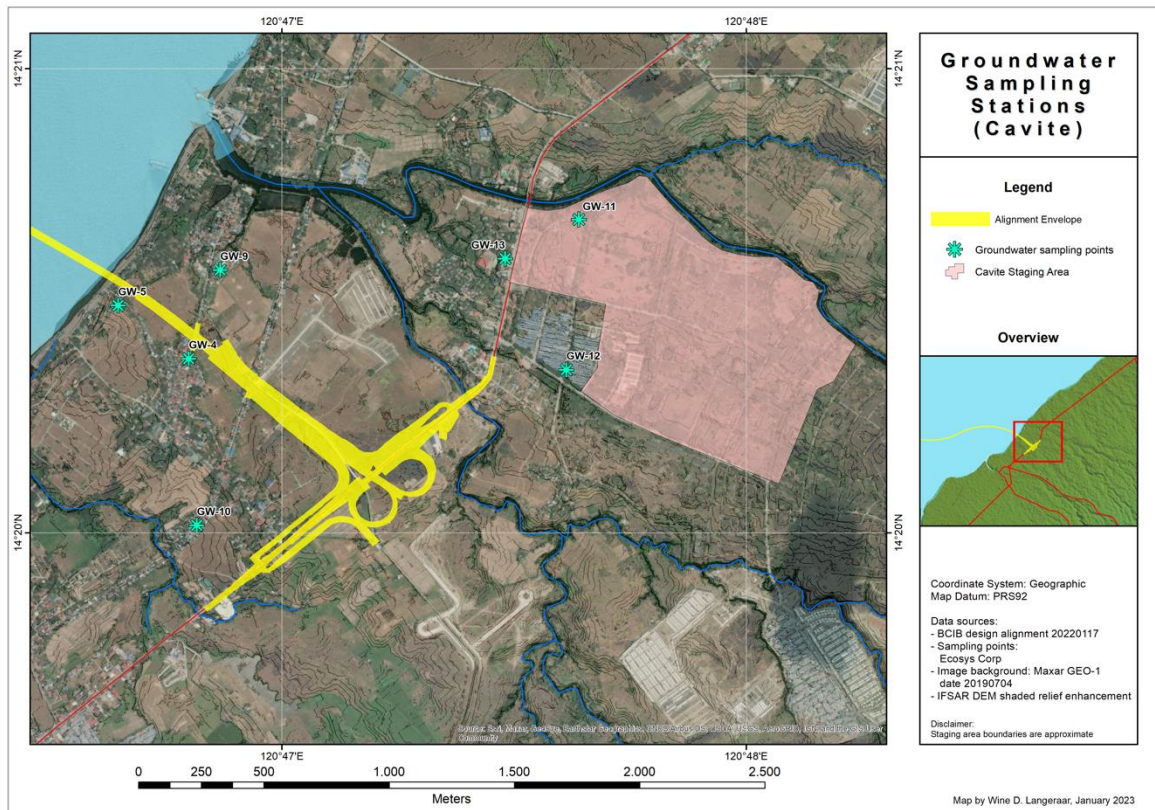 120°47'E
120°48'E
14°21'N
14°21'N
GW-11
GW-13
GW-9
GW-5
GW-4
GW-12
GW-10
14°20'N
14°20'N
Community
120°47'E
120°48'E
0
250
500
1.000
1.500
2.000
2.500
Meters
Groundwater
Sampling
Stations
(Cavite)
Legend
Alignment Envelope
Groundwater sampling points
Cavite Staging Area
Overview
Coordinate System: Geographic
Map Datum: PRS92
Data sources:
- BCIB design alignment 20220117
- Sampling points:
Ecosys Corp
- Image background: Maxar GEO-1
date 20190704
- IFSAR DEM shaded relief enhancement
Disclaimer:
Staging area boundaries are approximate
Map by Wine D. Langeraar, January 2023